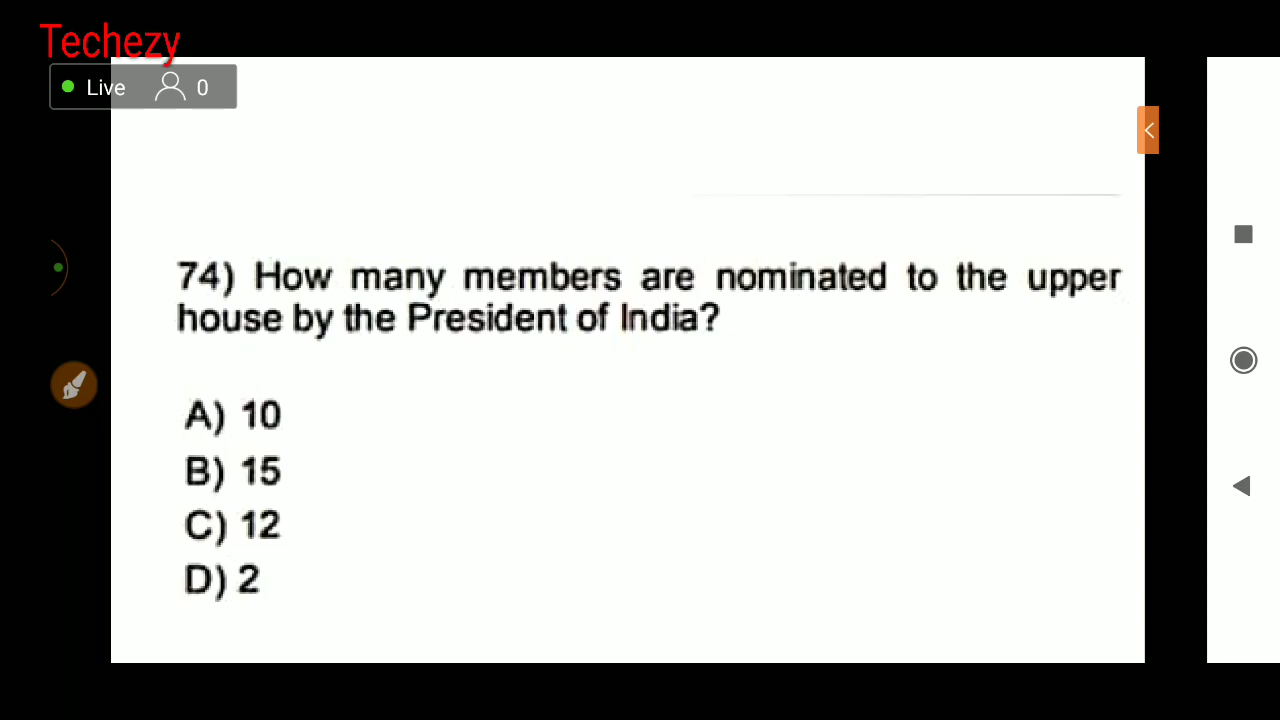 Techezy
Live 0
74) How many members are nominated to the upper
house by the President of India?
A) 10
B) 15
C) 12
D) 2